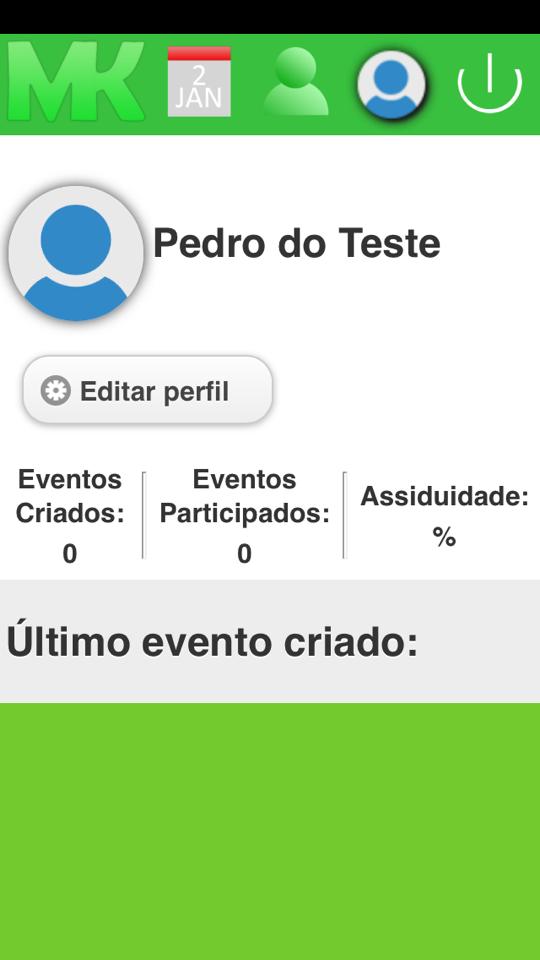 MK
2
JAN
Pedro do Teste
Editar perfil
Eventos
Criados:
0
Eventos
Participados:
0
Assiduidade:
%
Último evento criado: